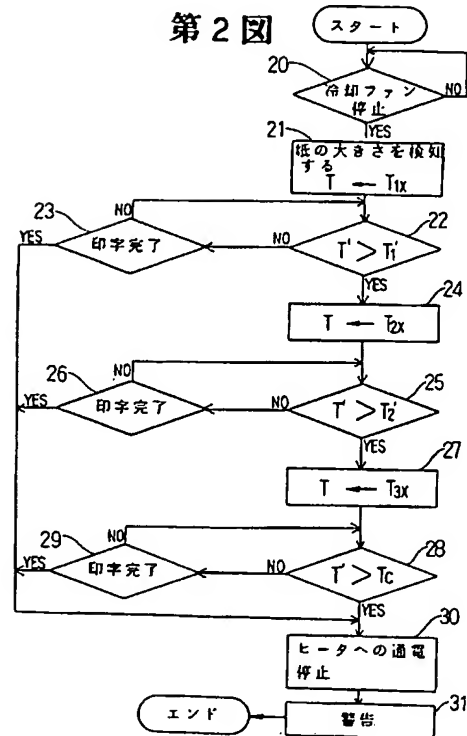 第2図
スタート
20
冷却ファン
停止
NO
YES
21
紙の大きさを検知
する
T ← T1x
23
NO
22
YES
印字完了
NO
T' > T1'
YES
24
T ← T2x
26
NO
25
YES
印字完了
NO
T' > T2'
YES
27
T ← T3x
29
NO
28
YES
印字完了
NO
T' > Tc
YES
30
ヒータへの通電
停止
31
エンド
警告